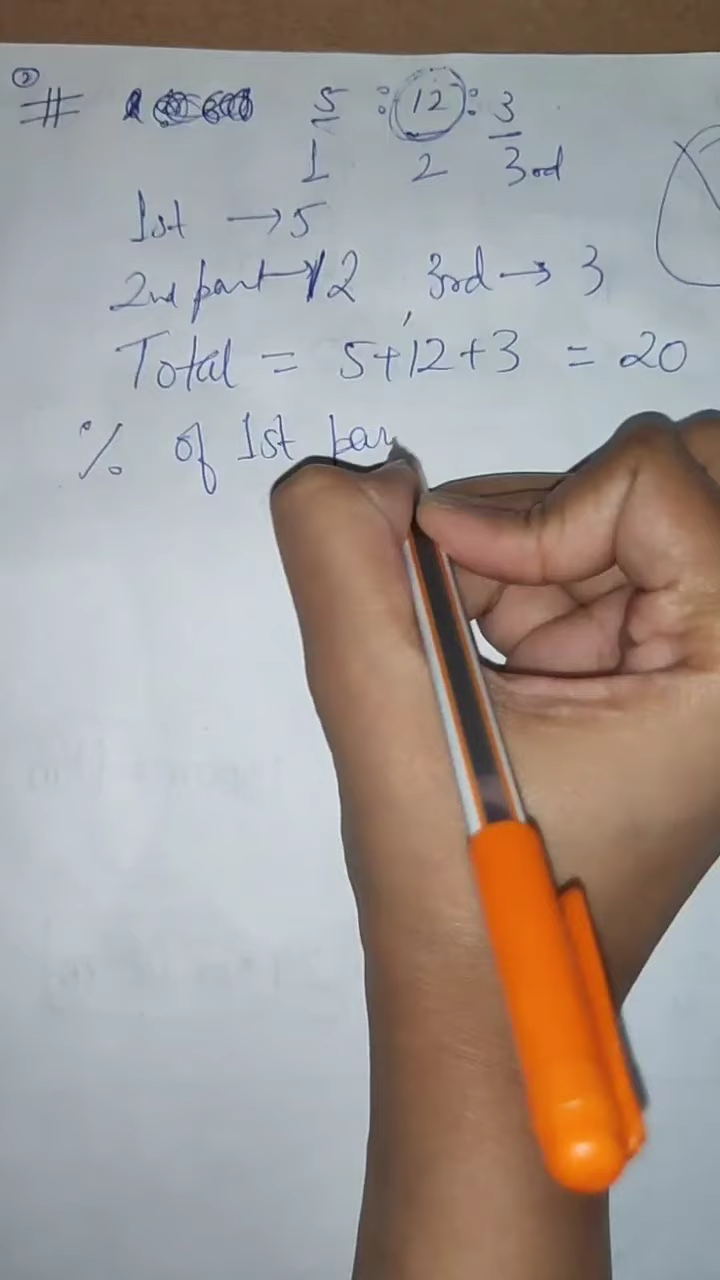 ② # 5 : 12 : 3
1 2 3rd
1st → 5
2nd part → 12 3rd → 3
Total = 5+12+3 = 20
% of 1st par